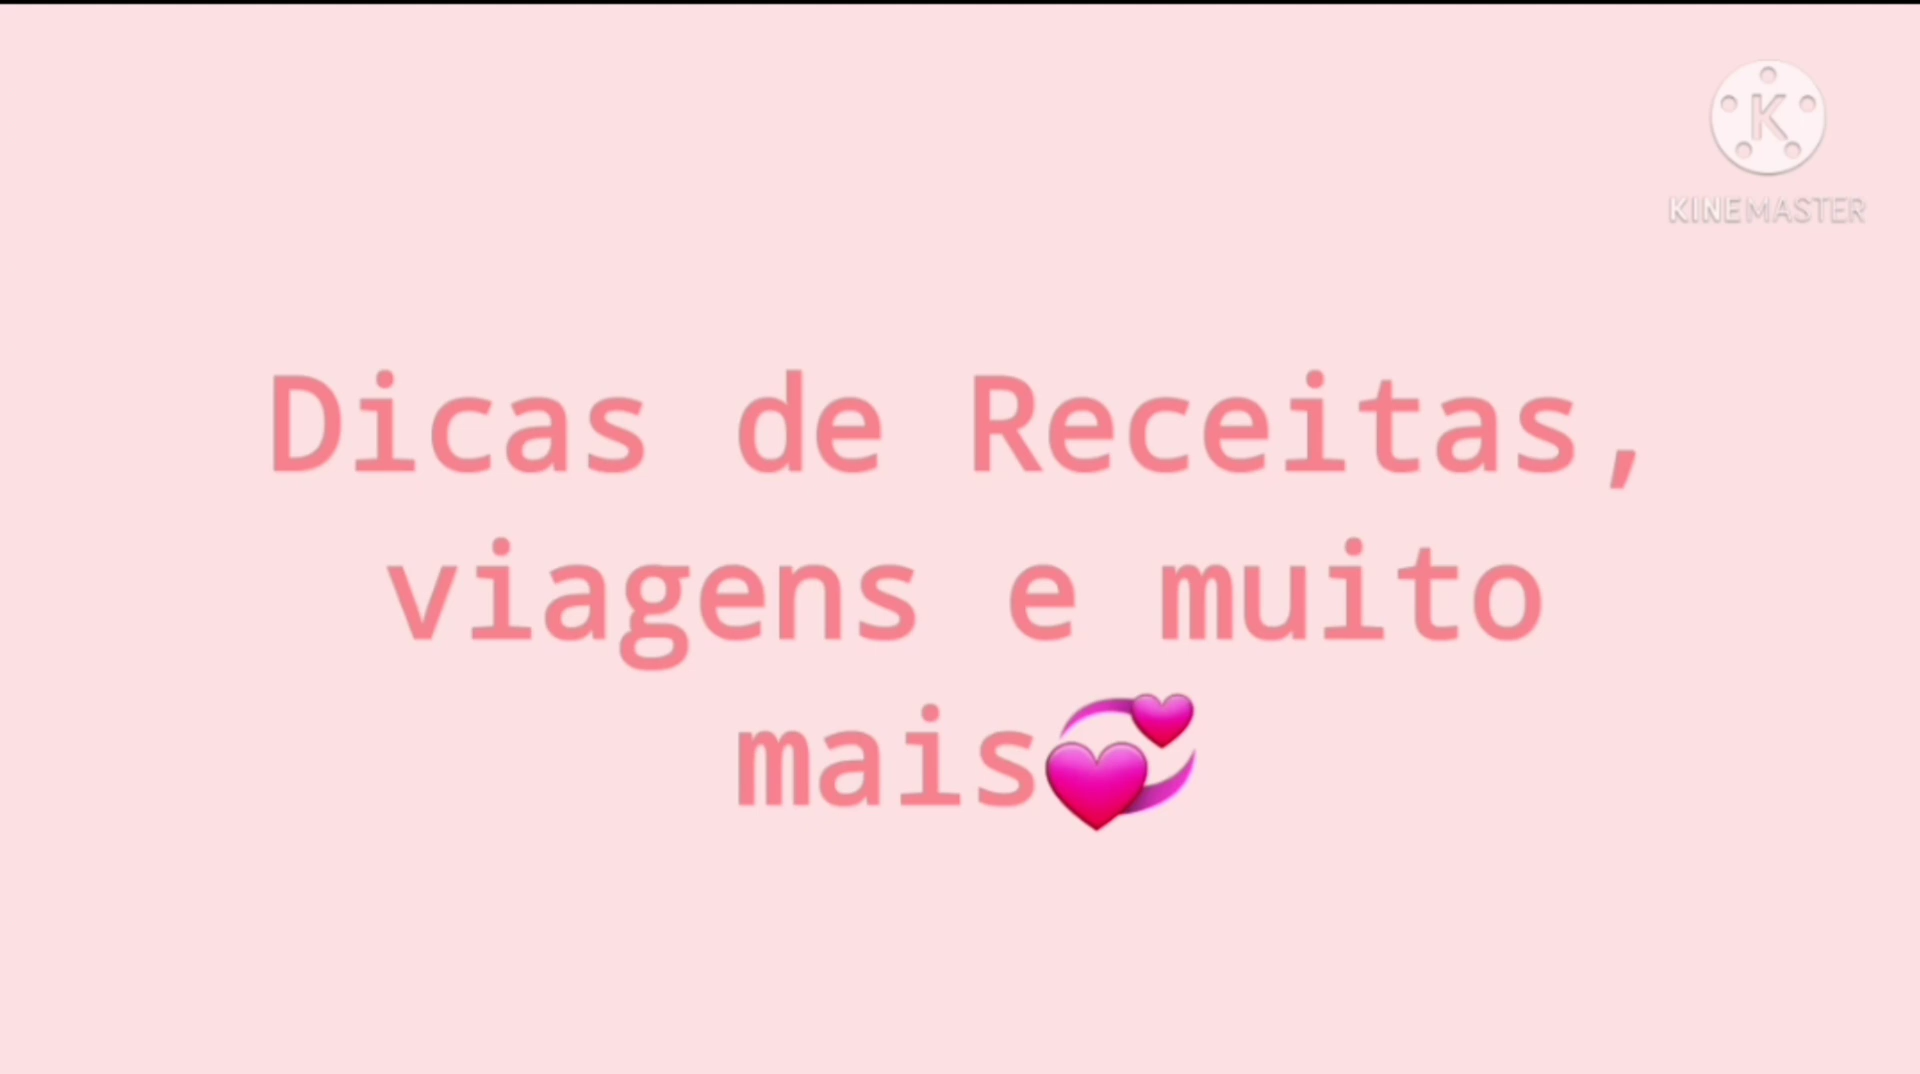 K
KINEMASTER
Dicas de Receitas,
viagens e muito
mais💞